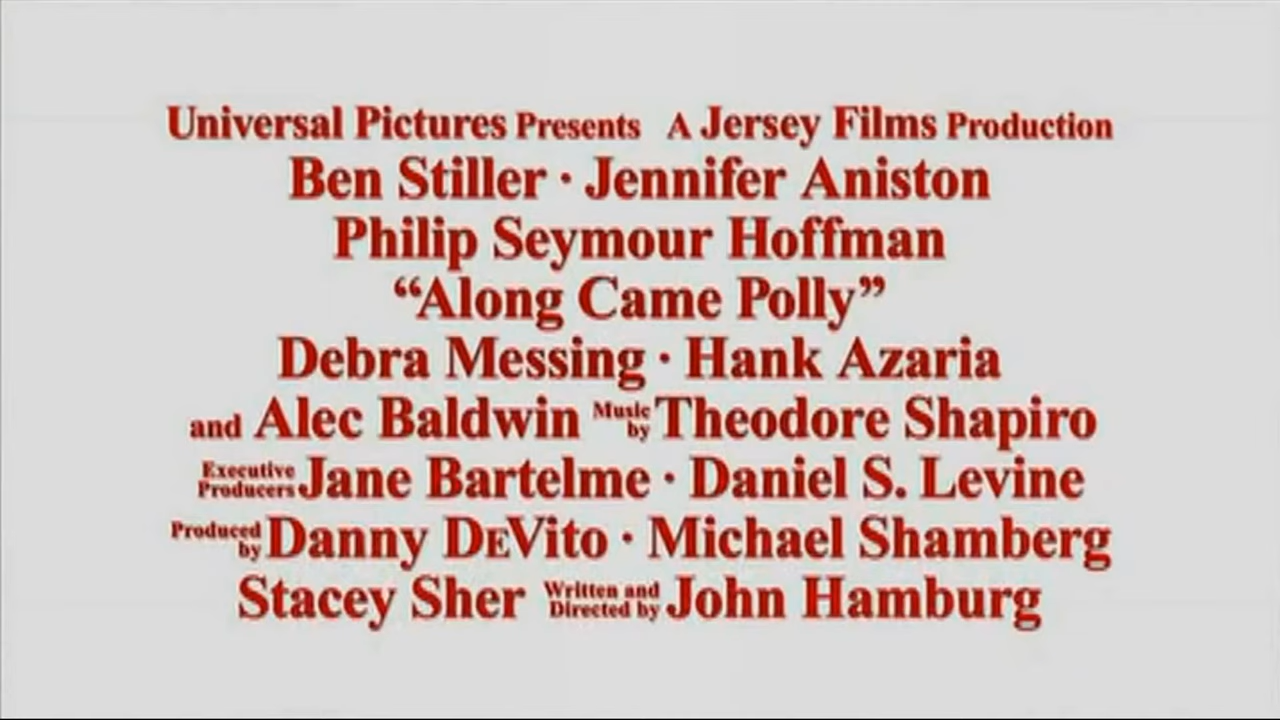 Universal Pictures Presents A Jersey Films Production
Ben Stiller · Jennifer Aniston
Philip Seymour Hoffman
“Along Came Polly”
Debra Messing · Hank Azaria
and Alec Baldwin Music by Theodore Shapiro
Executive Producers Jane Bartelme · Daniel S. Levine
Produced by Danny DeVito · Michael Shamberg
Stacey Sher Written and Directed by John Hamburg